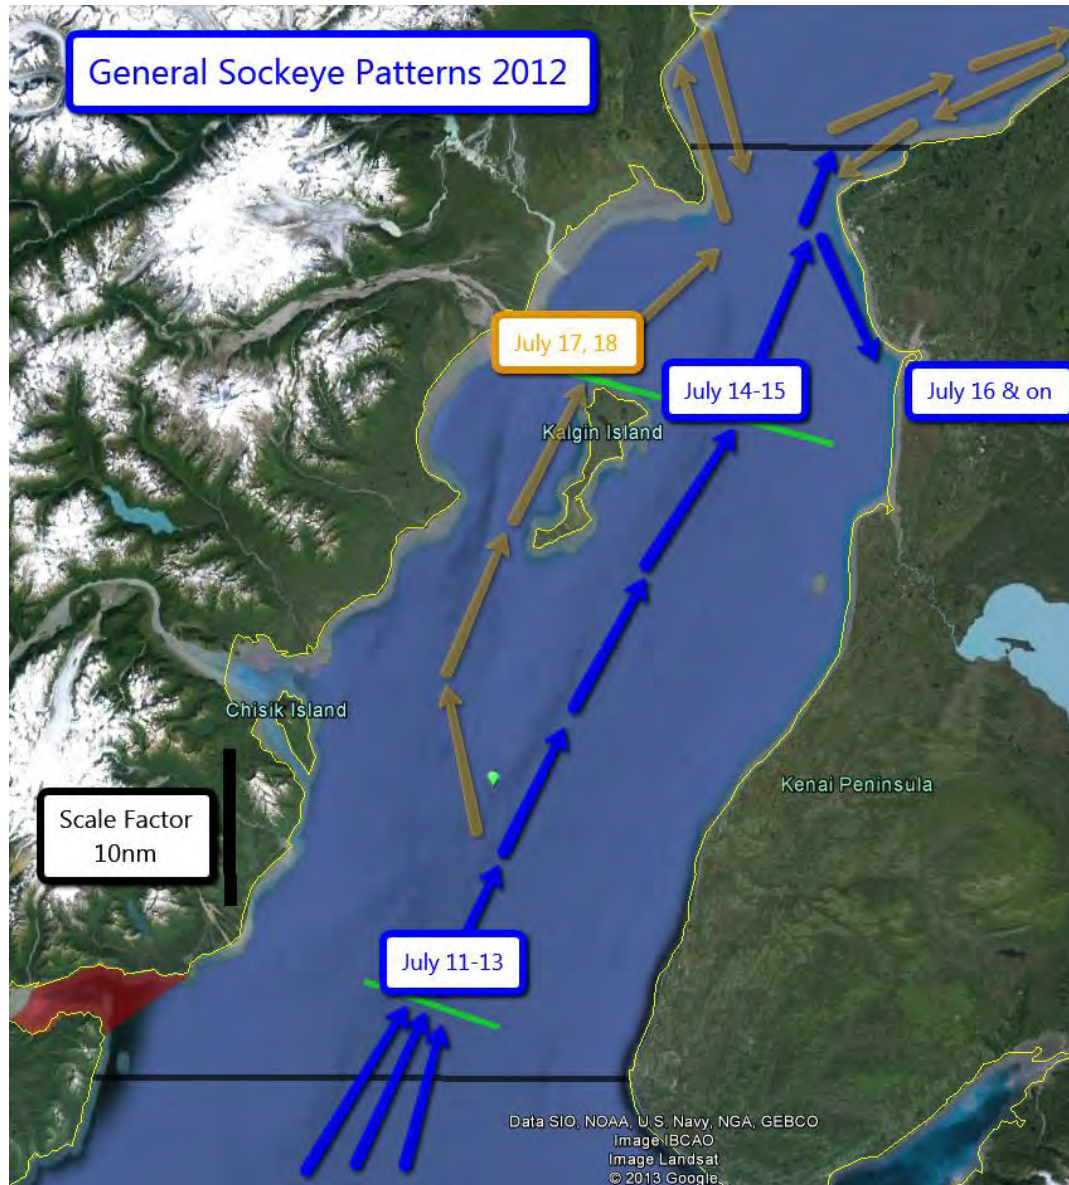 General Sockeye Patterns 2012
July 17, 18
July 14-15
July 16 & on
Kalgin Island
Chisik Island
Kenai Peninsula
Scale Factor
10nm
July 11-13
Data SIO, NOAA, U.S. Navy, NGA, GEBCO
Image IBCAO
Image Landsat
© 2013 Google